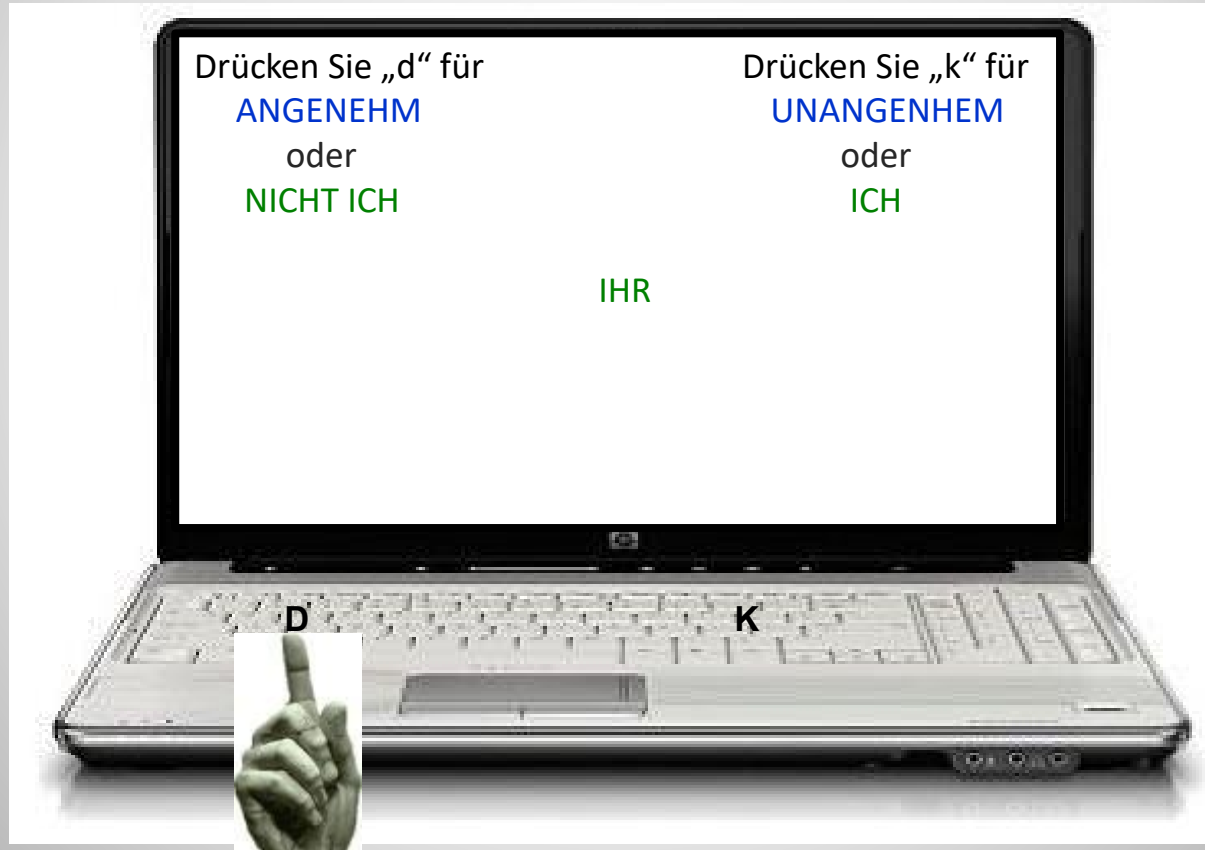 Drücken Sie „d“ für
ANGENEHM
oder
NICHT ICH
Drücken Sie „k“ für
UNANGENHEM
oder
ICH
IHR
D
K